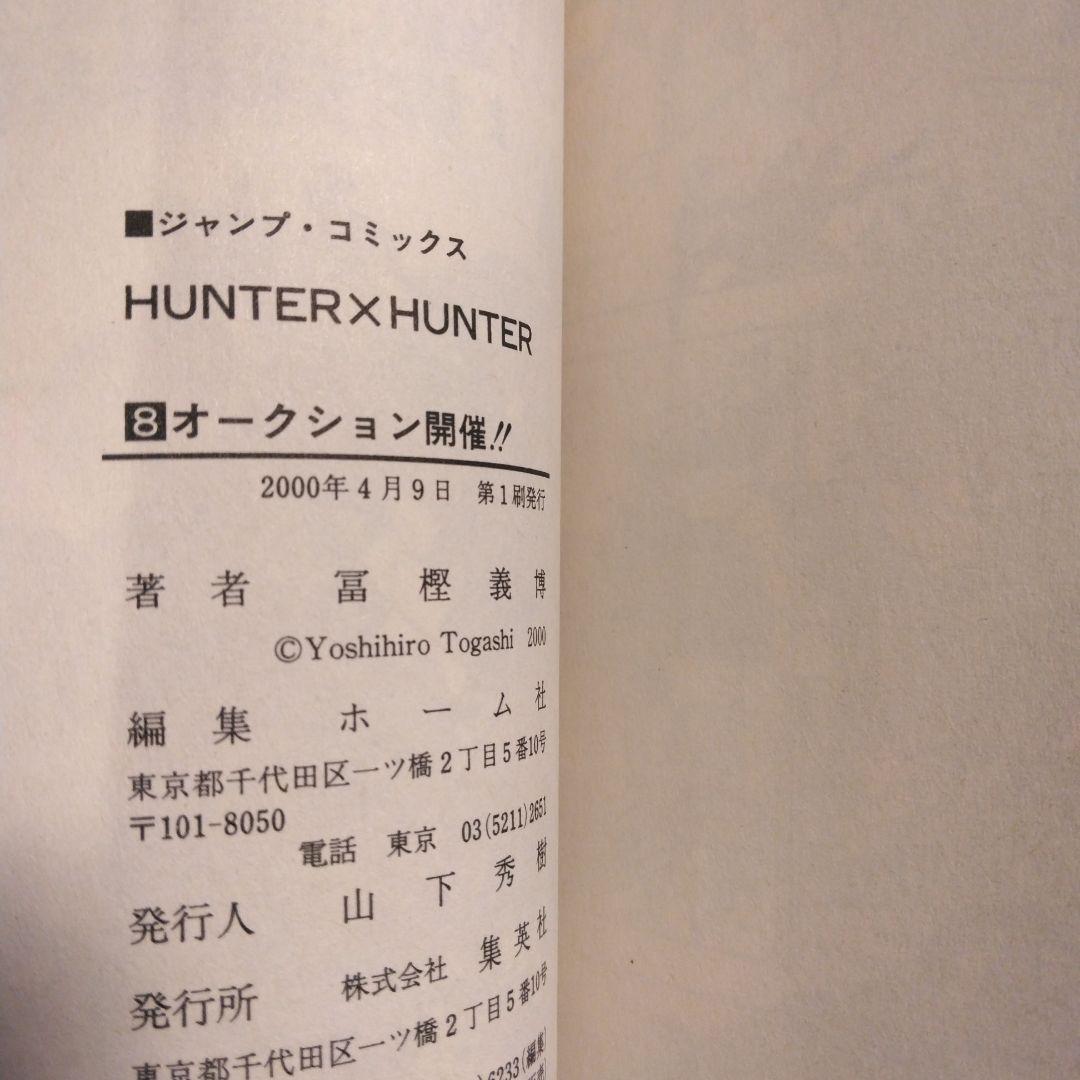 ■ジャンプ・コミックス
HUNTER×HUNTER
8オークション開催!!
2000年4月9日 第1刷発行
著者 冨樫義博
©Yoshihiro Togashi 2000
編集 ホーム社
東京都千代田区一ツ橋2丁目5番10号
〒101-8050
電話 東京 03(5211)2651
発行人 山下秀樹
発行所 株式会社 集英社
東京都千代田区一ツ橋2丁目5番10号
6233(編集)